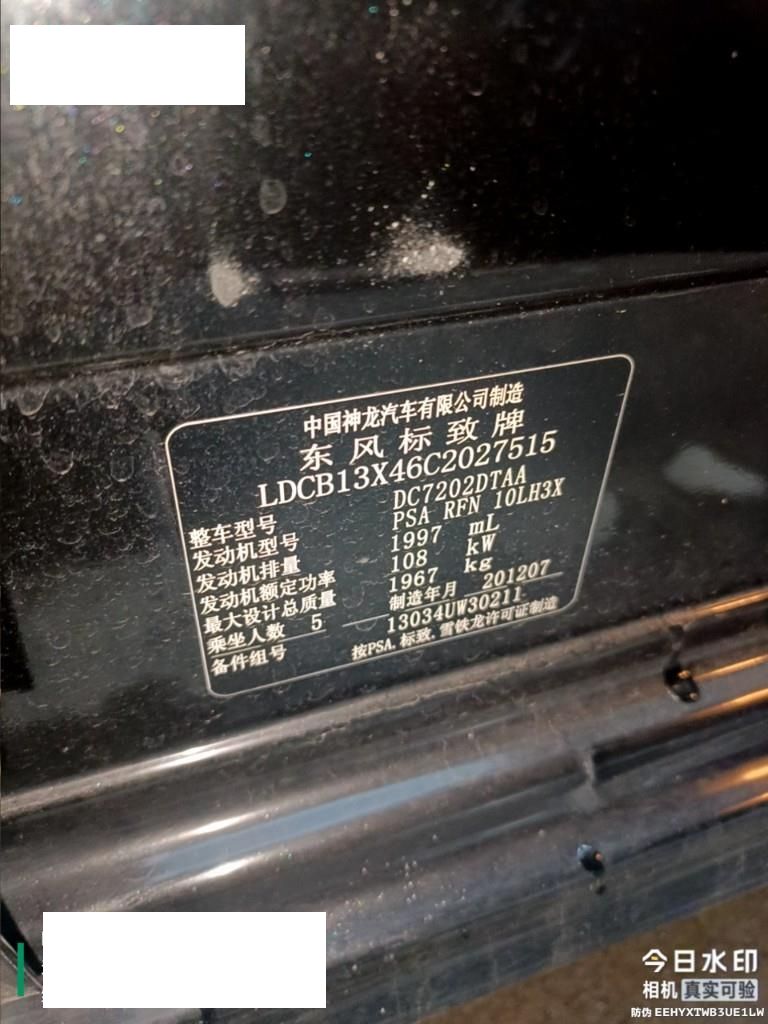 中国神龙汽车有限公司制造
东风标致牌
LDCB13X46C2027515
整车型号 DC7202DTAA
发动机型号 PSA RFN 10LH3X
发动机排量 1997 mL
发动机额定功率 108 kW
最大设计总质量 1967 kg
乘坐人数 5 制造年月 201207
备件组号 13034UW30211
按PSA.标致.雪铁龙许可证制造
今日水印
相机 真实可验
防伪 EEHYXTWB3UE1LW